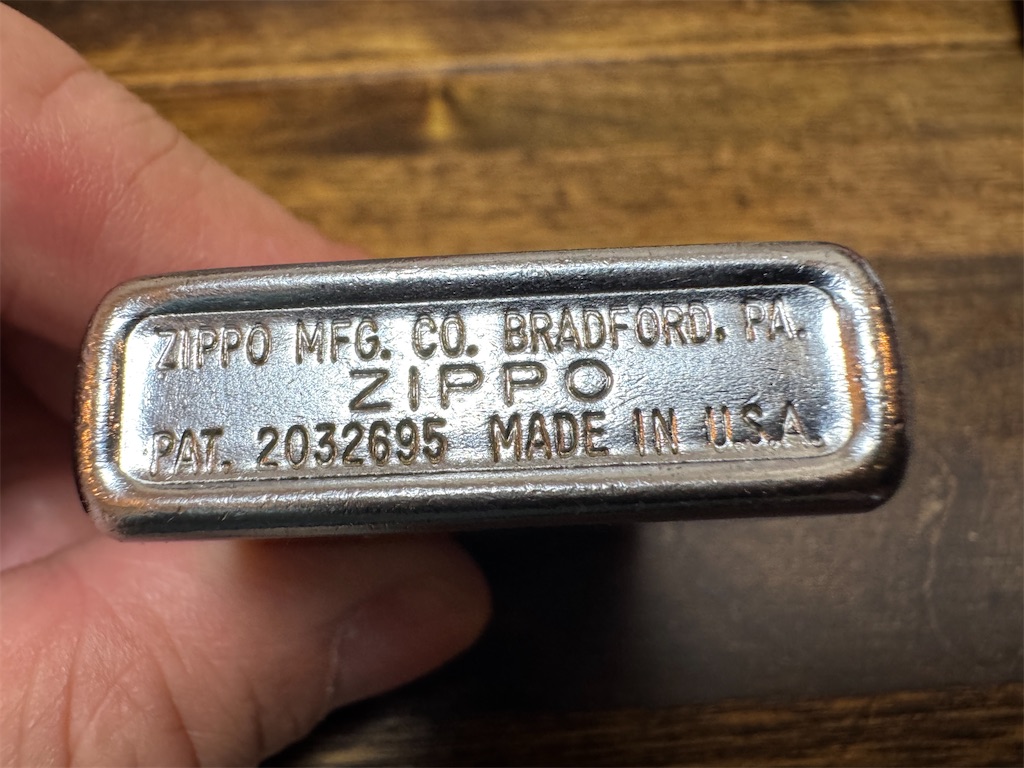 ZIPPO MFG. CO. BRADFORD, PA.
ZIPPO
PAT. 2032695 MADE IN U.S.A.